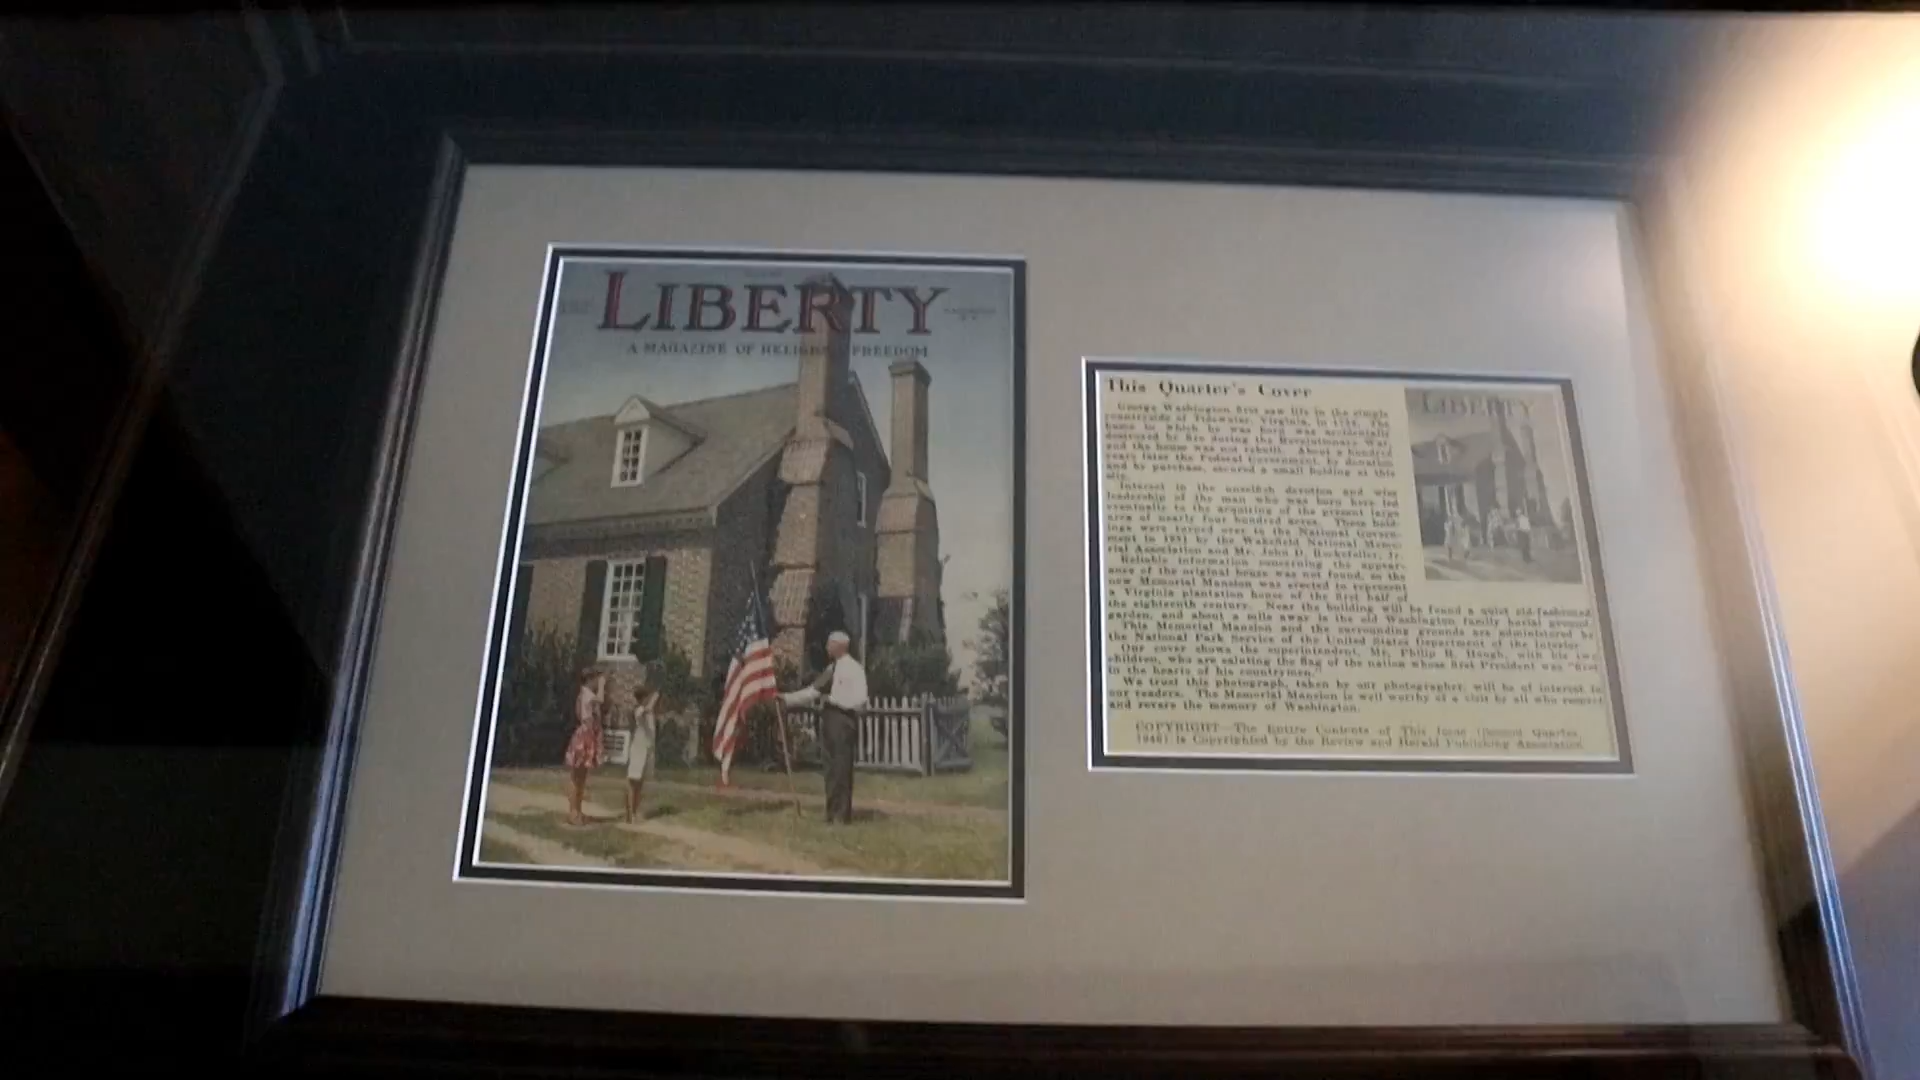 LIBERTY
A MAGAZINE OF RELIGIOUS FREEDOM
This Quarter's Cover
George Washington first saw life in the simple
countryside of Tidewater, Virginia, in 1732. The
home in which he was born was accidentally
destroyed by fire during the Revolutionary War,
and the house was not rebuilt. About a hundred
years later the Federal Government, by donation
and by purchase, secured a small holding at this
site.
Interest in the unselfish devotion and wise
leadership of the man who was born here led
eventually to the acquiring of the present large
area of nearly four hundred acres. These hold-
ings were turned over to the National Govern-
ment in 1931 by the Wakefield National Memo-
rial Association and Mr. John D. Rockefeller, Jr.
Reliable information concerning the appear-
ance of the original house was not found, so the
new Memorial Mansion was erected to represent
a Virginia plantation house of the first half of
the eighteenth century. Near the building will be found a quiet old-fashioned
garden, and about a mile away is the old Washington family burial ground.
This Memorial Mansion and the surrounding grounds are administered by
the National Park Service of the United States Department of the Interior.
Our cover shows the superintendent, Mr. Philip R. Hough, with his two
children, who are saluting the flag of the nation whose first President was "first
in the hearts of his countrymen."
We trust this photograph, taken by our photographer, will be of interest to
our readers. The Memorial Mansion is well worthy of a visit by all who respect
and revere the memory of Washington.
COPYRIGHT—The Entire Contents of This Issue (Second Quarter,
1948) is Copyrighted by the Review and Herald Publishing Association
LIBERTY